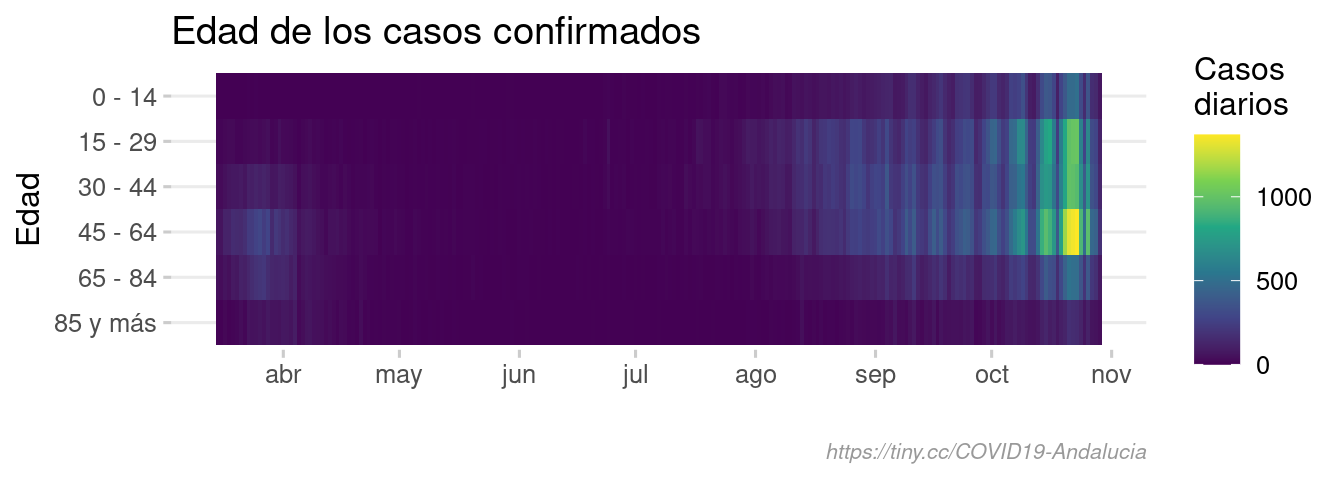 Edad de los casos confirmados
Edad
0 - 14
15 - 29
30 - 44
45 - 64
65 - 84
85 y más
abr may jun jul ago sep oct nov
Casos
diarios
1000
500
0
https://tiny.cc/COVID19-Andalucia